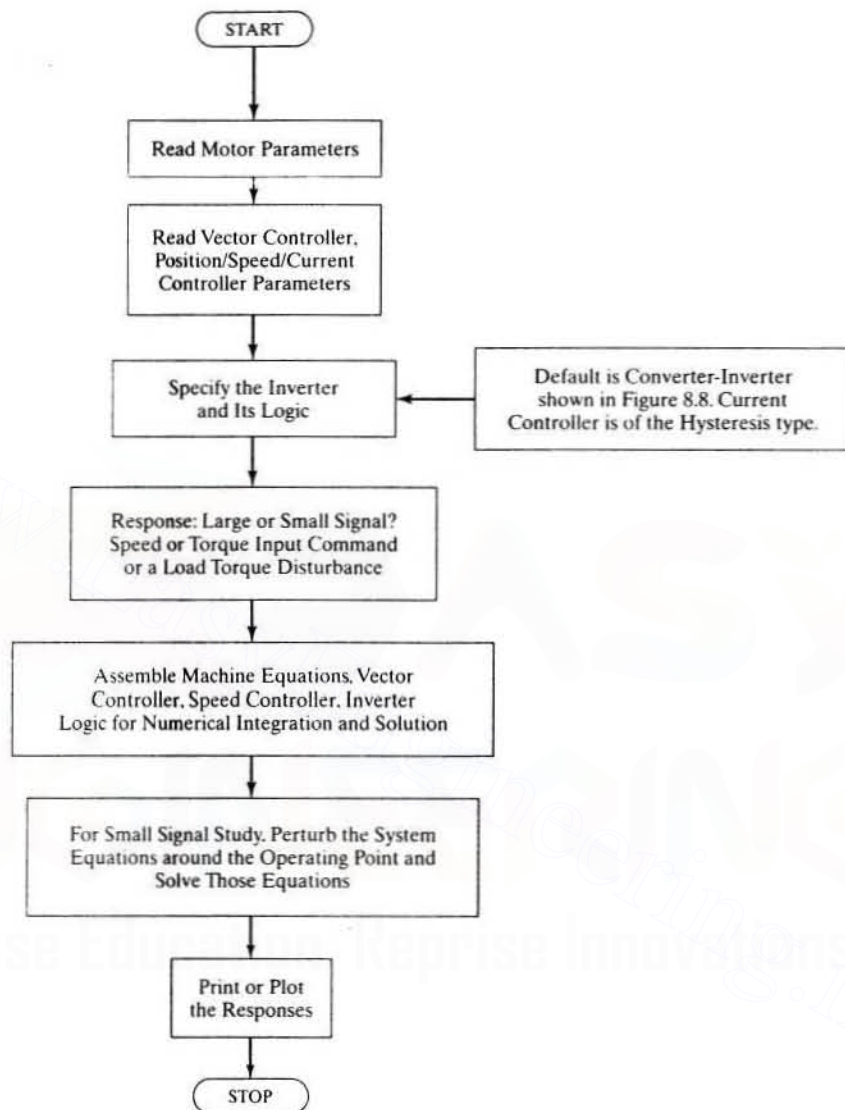 START
Read Motor Parameters
Read Vector Controller,
Position/Speed/Current
Controller Parameters
Specify the Inverter
and Its Logic
Default is Converter-Inverter
shown in Figure 8.8. Current
Controller is of the Hysteresis type.
Response: Large or Small Signal?
Speed or Torque Input Command
or a Load Torque Disturbance
Assemble Machine Equations, Vector
Controller, Speed Controller, Inverter
Logic for Numerical Integration and Solution
For Small Signal Study, Perturb the System
Equations around the Operating Point and
Solve Those Equations
Print or Plot
the Responses
STOP